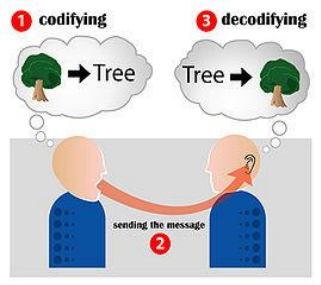 1 codifying
Tree
3 decodifying
Tree
sending the message
2